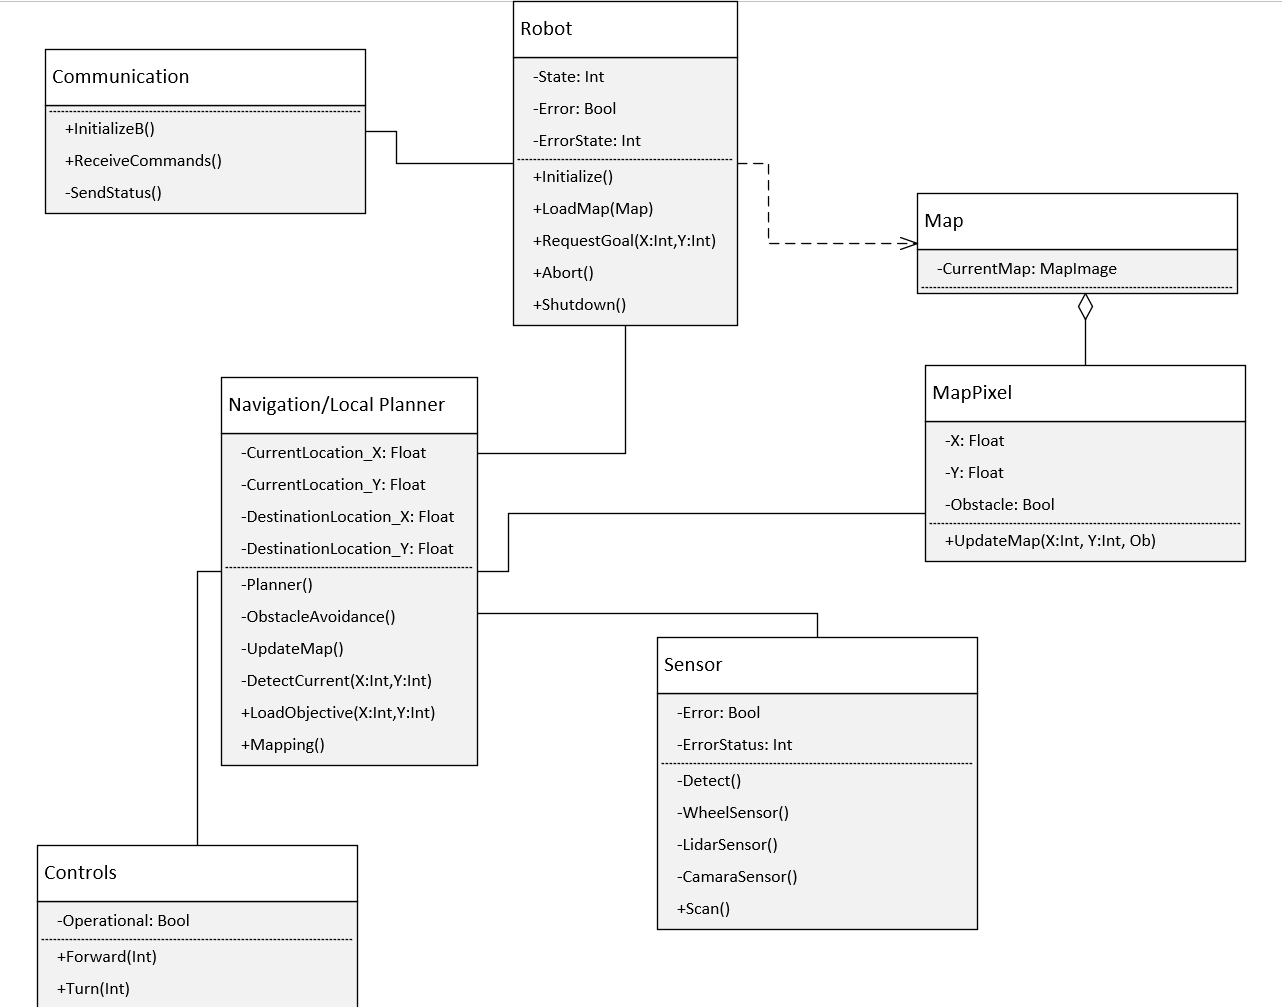 Robot
-State: Int
-Error: Bool
-ErrorState: Int
+Initialize()
+LoadMap(Map)
+RequestGoal(X:Int,Y:Int)
+Abort()
+Shutdown()
Communication
+InitializeB()
+ReceiveCommands()
-SendStatus()
Map
-CurrentMap: MapImage
MapPixel
-X: Float
-Y: Float
-Obstacle: Bool
+UpdateMap(X:Int, Y:Int, Ob)
Navigation/Local Planner
-CurrentLocation_X: Float
-CurrentLocation_Y: Float
-DestinationLocation_X: Float
-DestinationLocation_Y: Float
-Planner()
-ObstacleAvoidance()
-UpdateMap()
-DetectCurrent(X:Int,Y:Int)
+LoadObjective(X:Int,Y:Int)
+Mapping()
Sensor
-Error: Bool
-ErrorStatus: Int
-Detect()
-WheelSensor()
-LidarSensor()
-CamaraSensor()
+Scan()
Controls
-Operational: Bool
+Forward(Int)
+Turn(Int)